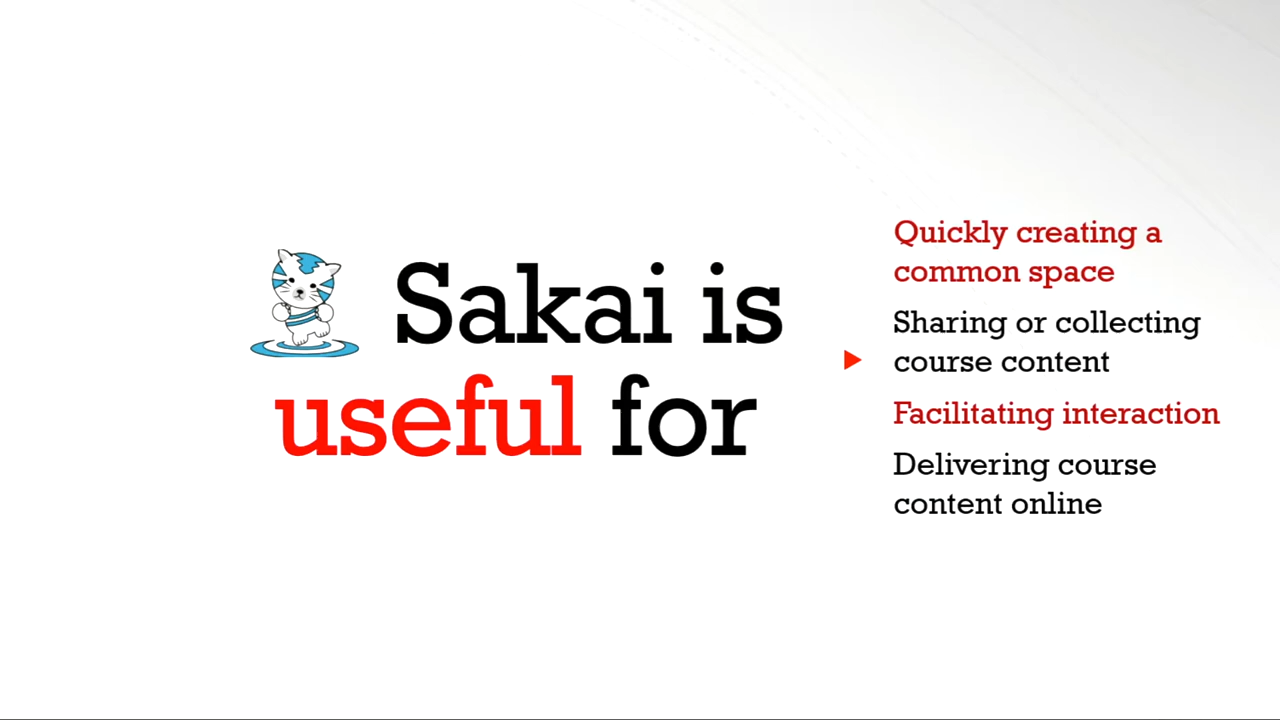 Sakai is
useful for
Quickly creating a
common space
Sharing or collecting
course content
Facilitating interaction
Delivering course
content online